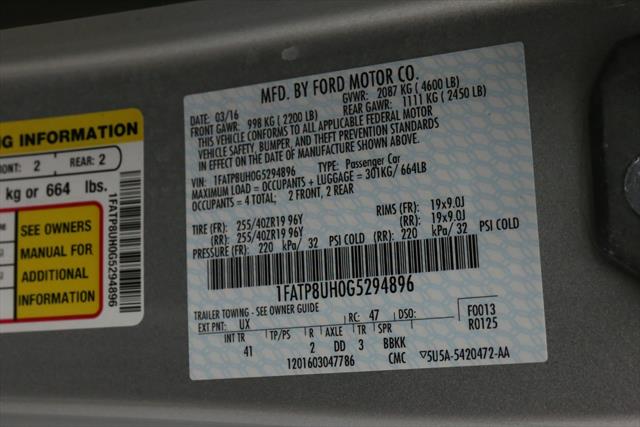 NG INFORMATION
FRONT: 2 REAR: 2
kg or 664 lbs.
SEE OWNERS
MANUAL FOR
ADDITIONAL
INFORMATION
1FATP8UH0G5294896
MFD. BY FORD MOTOR CO.
DATE: 03/16 GVWR: 2087 KG ( 4600 LB)
FRONT GAWR: 998 KG ( 2200 LB) REAR GAWR: 1111 KG ( 2450 LB)
THIS VEHICLE CONFORMS TO ALL APPLICABLE FEDERAL MOTOR
VEHICLE SAFETY, BUMPER, AND THEFT PREVENTION STANDARDS
IN EFFECT ON THE DATE OF MANUFACTURE SHOWN ABOVE.
VIN: 1FATP8UH0G5294896 TYPE: Passenger Car
MAXIMUM LOAD = OCCUPANTS + LUGGAGE = 301KG/ 664LB
OCCUPANTS = 4 TOTAL: 2 FRONT, 2 REAR
TIRE (FR): 255/40ZR19 96Y RIMS (FR): 19x9.0J
(RR): 255/40ZR19 96Y (RR): 19x9.0J
PRESSURE (FR): 220 kPa/ 32 PSI COLD (RR): 220 kPa/ 32 PSI COLD
1FATP8UH0G5294896
TRAILER TOWING - SEE OWNER GUIDE
EXT PNT: UX RC: 47 DSO: F0013
INT TR TP/PS R AXLE TR SPR R0125
41 2 DD 3 BBKK
1201603047786 CMC ▽5U5A-5420472-AA